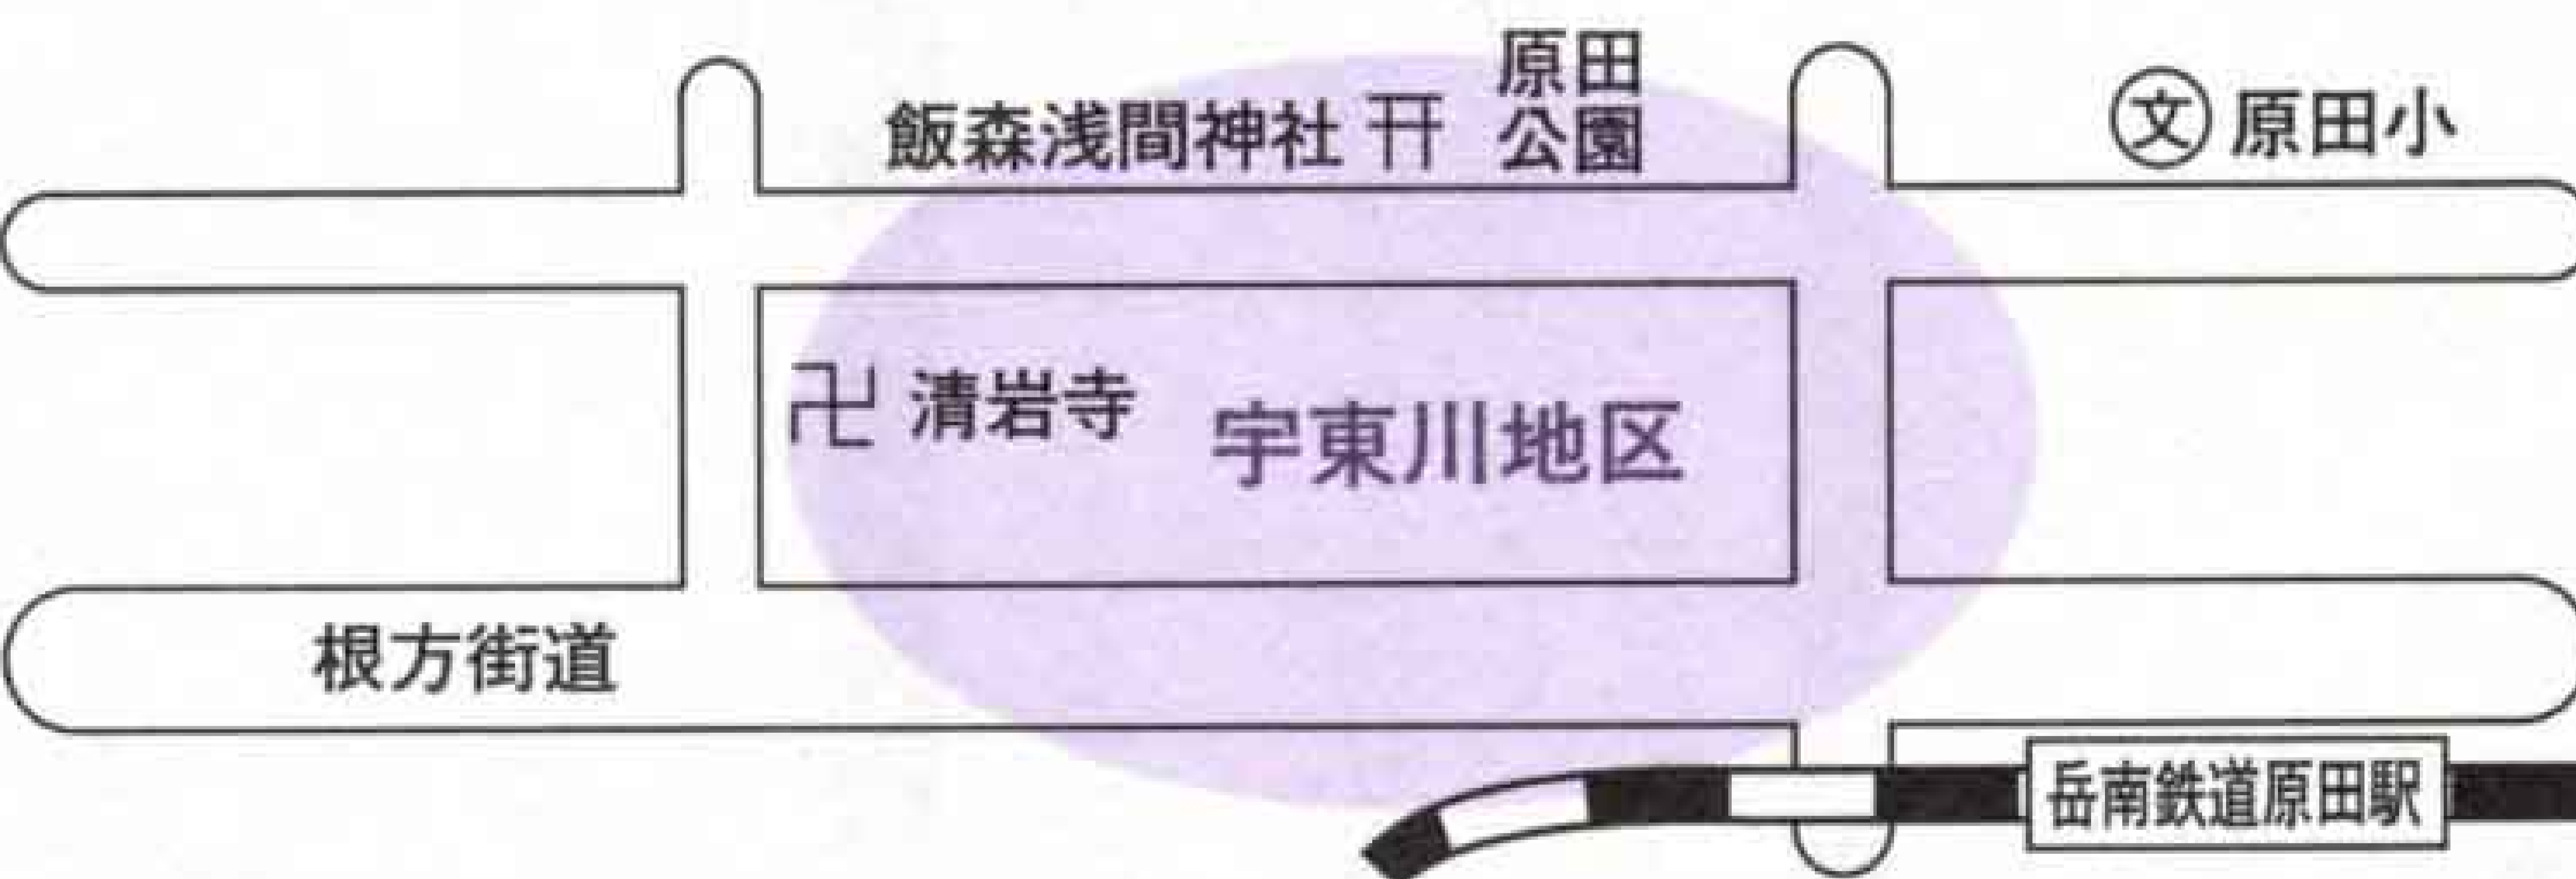 原田
公園
飯森浅間神社
文 原田小
清岩寺
宇東川地区
根方街道
岳南鉄道原田駅